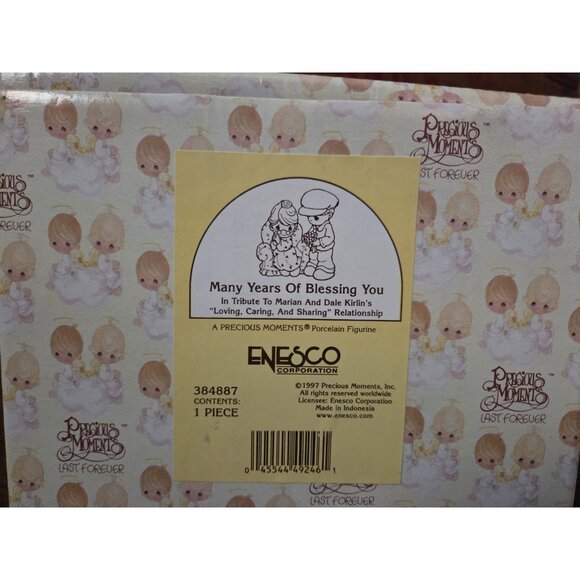 PRECIOUS MOMENTS™
LAST FOREVER
PRECIOUS MOMENTS™
LAST FOREVER
Many Years Of Blessing You
In Tribute To Marian And Dale Kirlin's
"Loving, Caring, And Sharing" Relationship
A PRECIOUS MOMENTS® Porcelain Figurine
ENESCO
CORPORATION
384887
CONTENTS:
1 PIECE
©1997 Precious Moments, Inc.
All rights reserved worldwide.
Licensee: Enesco Corporation
Made in Indonesia
www.enesco.com
0 45544 49246 1
PRECIOUS MOMENTS™
LAST FOREVER
PRECIOUS MOMENTS
LAST FOREVER